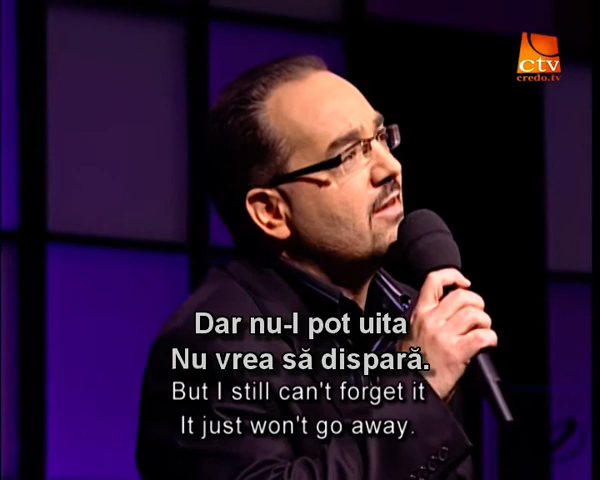 ctv
credo.tv
Dar nu-l pot uita
Nu vrea să dispară.
But I still can't forget it
It just won't go away.